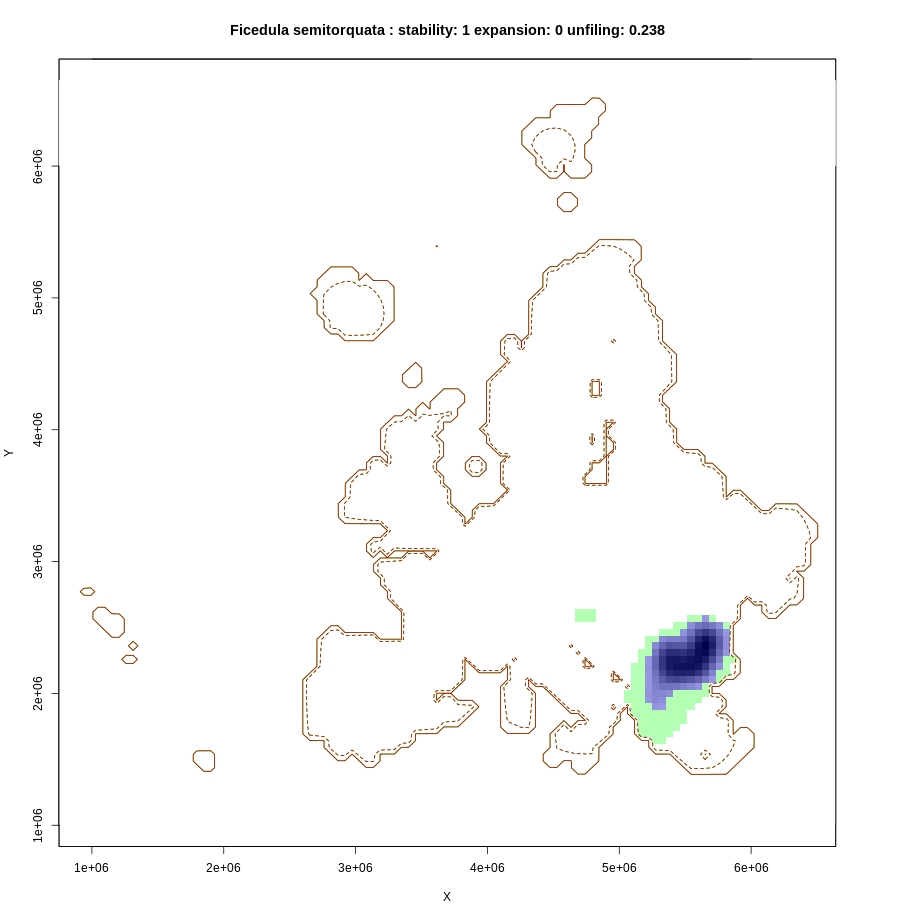 Ficedula semitorquata : stability: 1 expansion: 0 unfiling: 0.238
6e+06
5e+06
4e+06
Y
3e+06
2e+06
1e+06
1e+06 2e+06 3e+06 4e+06 5e+06 6e+06
X